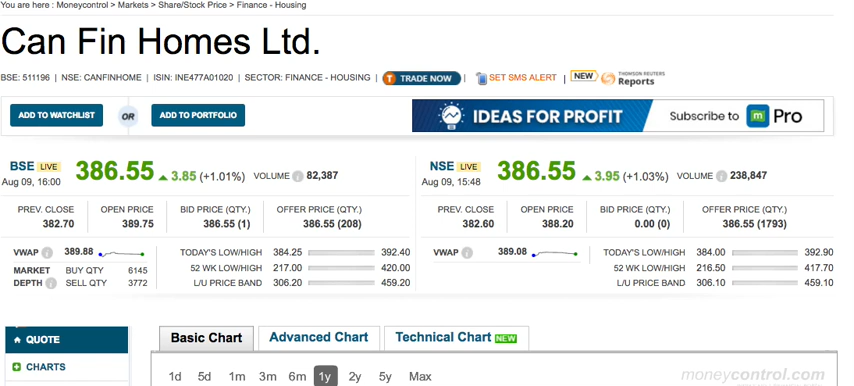 You are here : Moneycontrol > Markets > Share/Stock Price > Finance - Housing
Can Fin Homes Ltd.
BSE: 511196 | NSE: CANFINHOME | ISIN: INE477A01020 | SECTOR: FINANCE - HOUSING | T TRADE NOW | SET SMS ALERT | NEW THOMSON REUTERS Reports
ADD TO WATCHLIST OR ADD TO PORTFOLIO IDEAS FOR PROFIT Subscribe to m Pro
BSE LIVE 386.55 3.85 (+1.01%) VOLUME i 82,387
Aug 09, 16:00
PREV. CLOSE OPEN PRICE BID PRICE (QTY.) OFFER PRICE (QTY.)
382.70 389.75 386.55 (1) 386.55 (208)
VWAP i 389.88 TODAY'S LOW/HIGH 384.25 392.40
MARKET BUY QTY 6145 52 WK LOW/HIGH 217.00 420.00
DEPTH i SELL QTY 3772 L/U PRICE BAND 306.20 459.20
NSE LIVE 386.55 3.95 (+1.03%) VOLUME i 238,847
Aug 09, 15:48
PREV. CLOSE OPEN PRICE BID PRICE (QTY.) OFFER PRICE (QTY.)
382.60 388.20 0.00 (0) 386.55 (1793)
VWAP i 389.08 TODAY'S LOW/HIGH 384.00 392.90
52 WK LOW/HIGH 216.50 417.70
L/U PRICE BAND 306.10 459.10
QUOTE
CHARTS
Basic Chart Advanced Chart Technical Chart NEW
1d 5d 1m 3m 6m 1y 2y 5y Max
moneycontrol.com